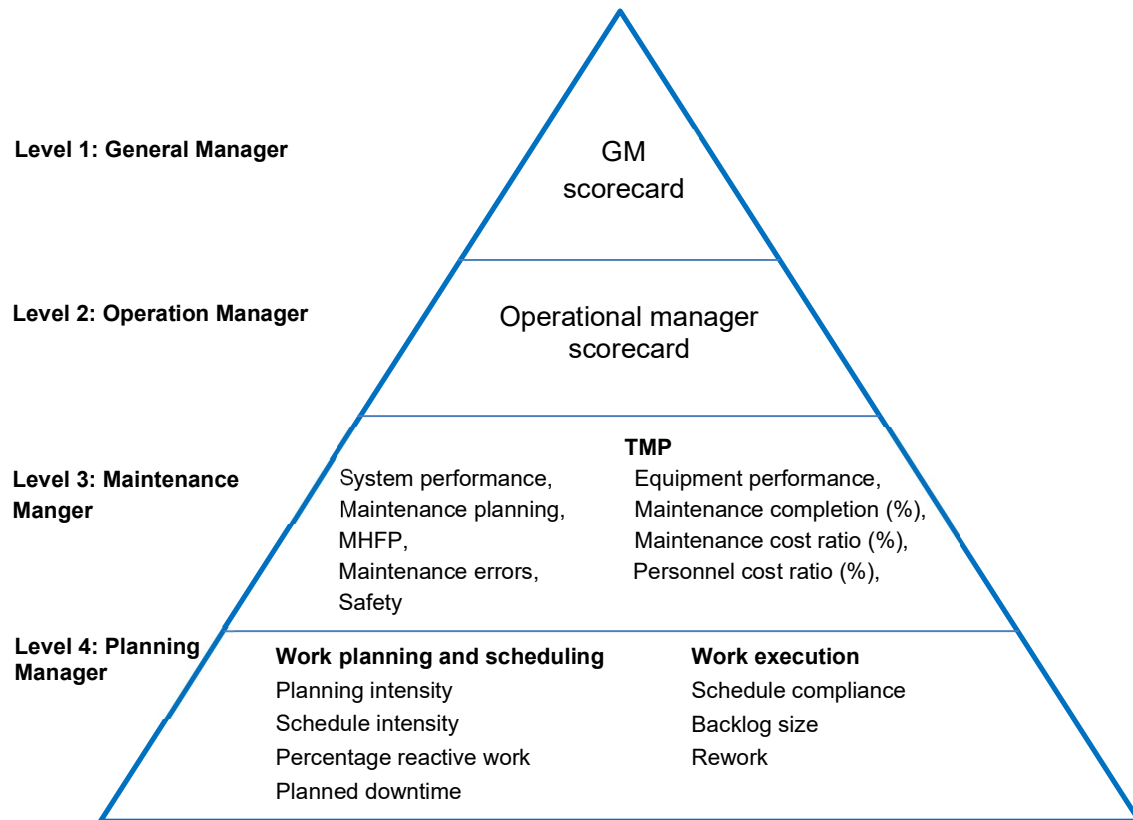 Level 1: General Manager
GM
scorecard
Level 2: Operation Manager
Operational manager
scorecard
Level 3: Maintenance
Manger
TMP
System performance,
Maintenance planning,
MHFP,
Maintenance errors,
Safety
Equipment performance,
Maintenance completion (%),
Maintenance cost ratio (%),
Personnel cost ratio (%),
Level 4: Planning
Manager
Work planning and scheduling
Planning intensity
Schedule intensity
Percentage reactive work
Planned downtime
Work execution
Schedule compliance
Backlog size
Rework